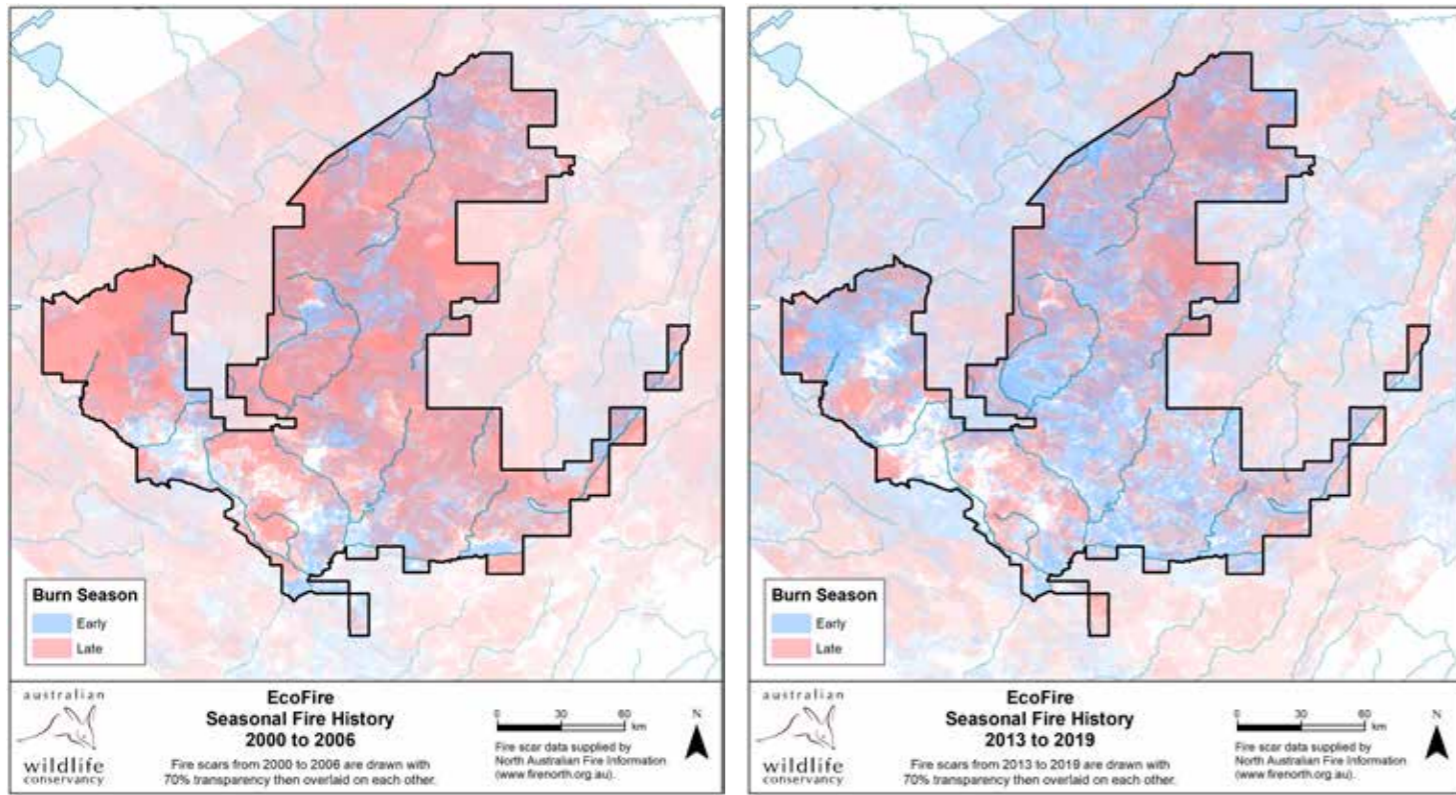 Burn Season
Early
Late
australian
wildlife
conservancy
EcoFire
Seasonal Fire History
2000 to 2006
Fire scars from 2000 to 2006 are drawn with
70% transparency then overlaid on each other.
0 30 60
km
Fire scar data supplied by
North Australian Fire Information
(www.firenorth.org.au).
N
Burn Season
Early
Late
australian
wildlife
conservancy
EcoFire
Seasonal Fire History
2013 to 2019
Fire scars from 2013 to 2019 are drawn with
70% transparency then overlaid on each other.
0 30 60
km
Fire scar data supplied by
North Australian Fire Information
(www.firenorth.org.au).
N